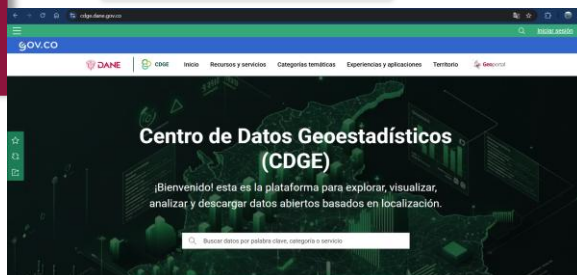 cdge.dane.gov.co
Iniciar sesión
GOV.CO
DANE
CDGE
Inicio
Recursos y servicios
Categorías temáticas
Experiencias y aplicaciones
Territorio
Geoportal
Centro de Datos Geoestadísticos
(CDGE)
¡Bienvenido! esta es la plataforma para explorar, visualizar,
analizar y descargar datos abiertos basados en localización.
Buscar datos por palabra clave, categoría o servicio